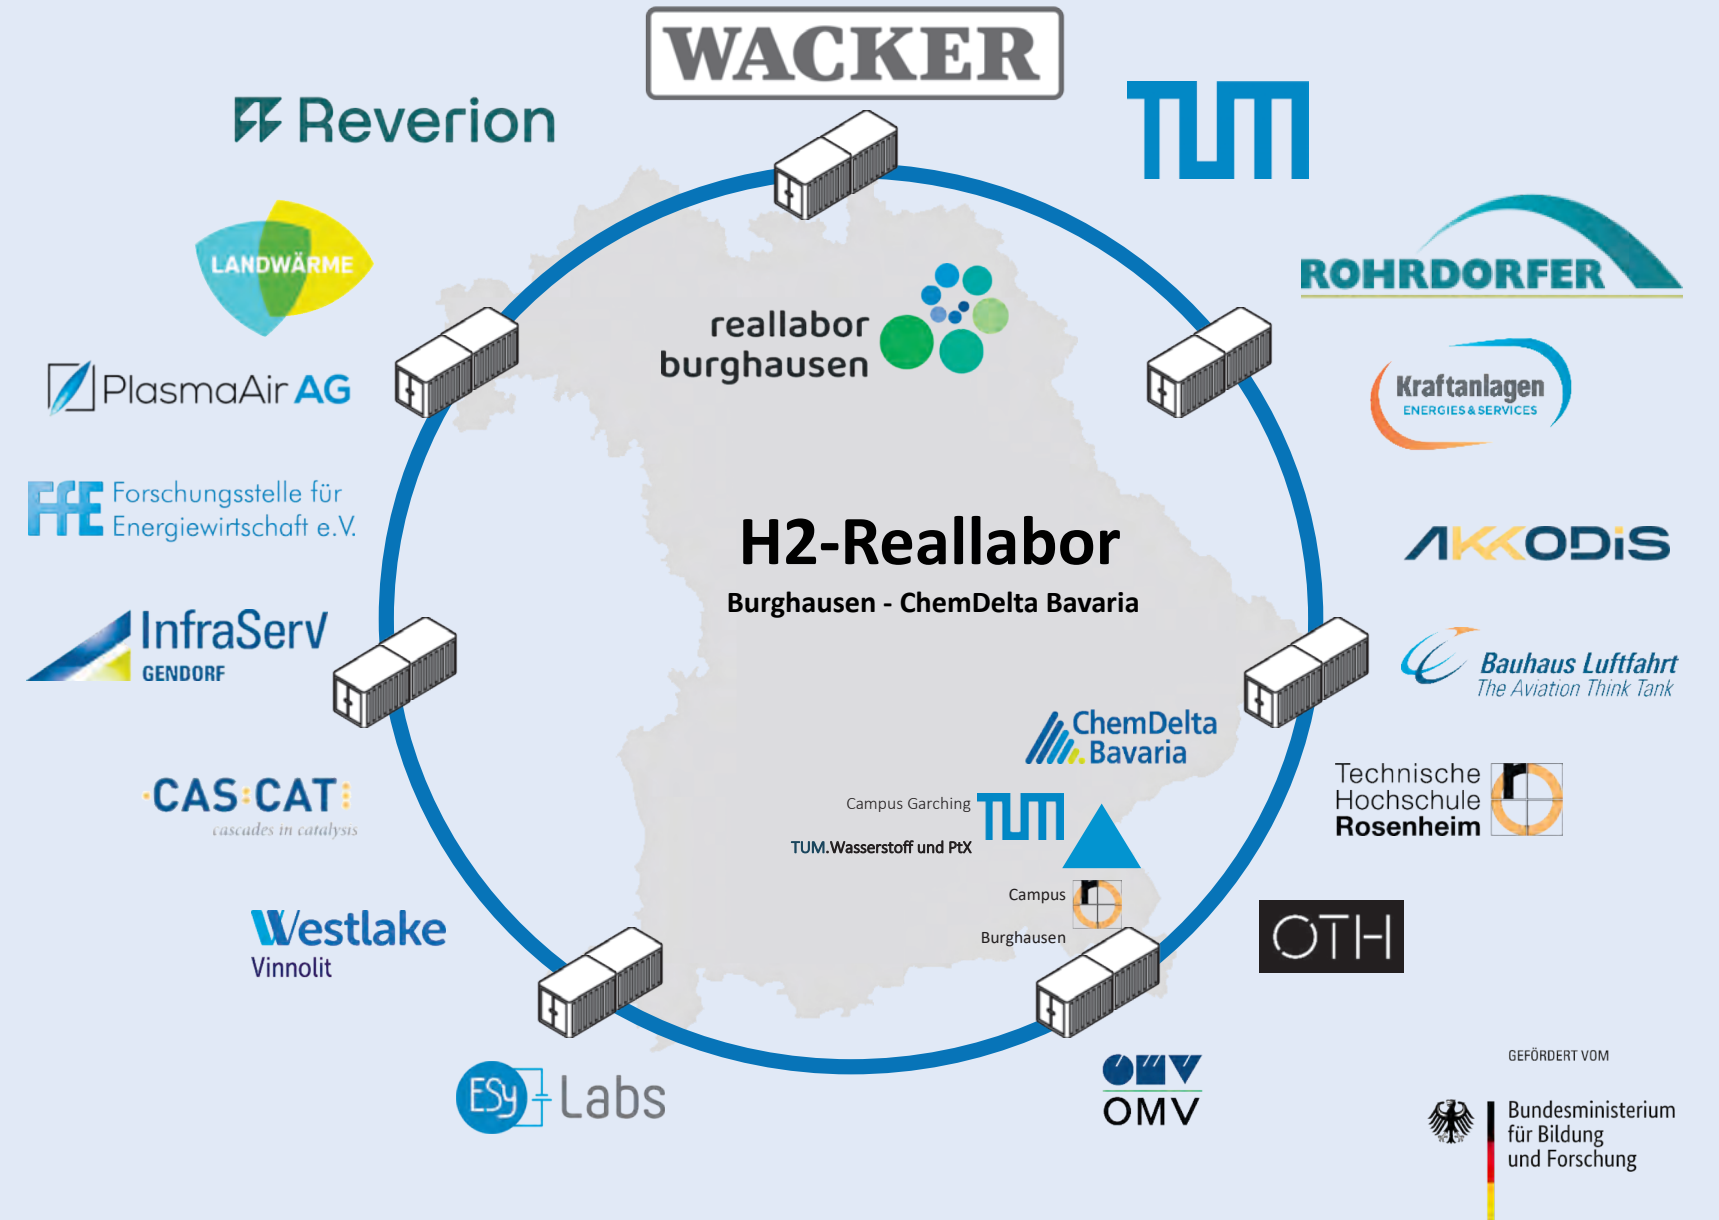 WACKER
Reverion
TUM
LANDWÄRME
ROHRDORFER
reallabor
burghausen
PlasmaAir AG
Kraftanlagen
ENERGIES & SERVICES
FfE Forschungsstelle für
Energiewirtschaft e.V.
H2-Reallabor
Burghausen - ChemDelta Bavaria
AKKODiS
InfraServ
GENDORF
Bauhaus Luftfahrt
The Aviation Think Tank
ChemDelta
Bavaria
CAS:CAT
cascades in catalysis
Campus Garching TUM
TUM.Wasserstoff und PtX
Technische
Hochschule
Rosenheim
Campus
Burghausen
Westlake
Vinnolit
OTH
ESy Labs
OMV
OMV
GEFÖRDERT VOM
Bundesministerium
für Bildung
und Forschung